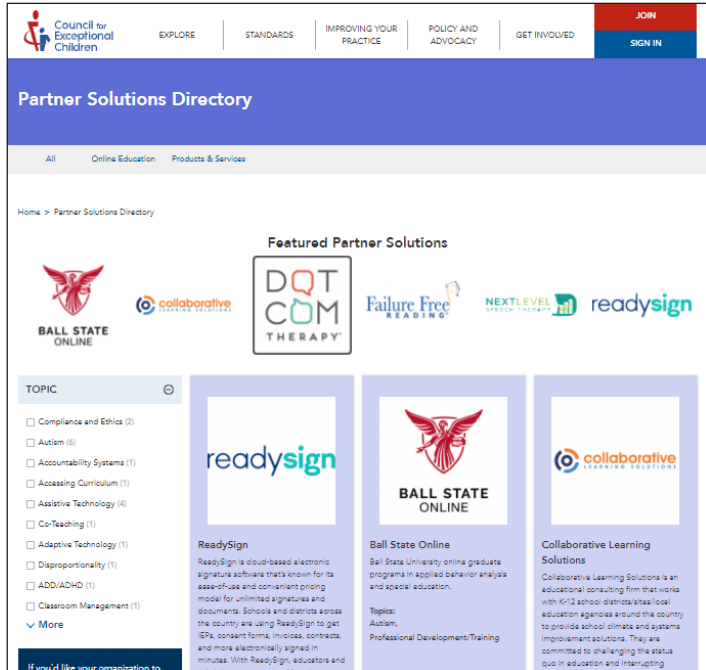 Council for
Exceptional
Children
EXPLORE
STANDARDS
IMPROVING YOUR
PRACTICE
POLICY AND
ADVOCACY
GET INVOLVED
JOIN
SIGN IN
Partner Solutions Directory
All
Online Education
Products & Services
Home > Partner Solutions Directory
Featured Partner Solutions
BALL STATE
ONLINE
collaborative
LEARNING SOLUTIONS
DOT
COM
THERAPY
Failure Free
READING
NEXTLEVEL
SPEECH THERAPY
readysign
TOPIC
Compliance and Ethics (2)
Autism (6)
Accountability Systems (1)
Accessing Curriculum (1)
Assistive Technology (4)
Co-Teaching (1)
Adaptive Technology (1)
Disproportionality (1)
ADD/ADHD (1)
Classroom Management (1)
More
If you'd like your organization to
readysign
ReadySign
ReadySign is cloud-based electronic
signature software that's known for its
ease-of-use and convenient pricing
model for unlimited signatures and
documents. Schools and districts across
the country are using ReadySign to get
IEPs, consent forms, invoices, contracts,
and more electronically signed in
minutes. With ReadySign, educators and
BALL STATE
ONLINE
Ball State Online
Ball State University online graduate
programs in applied behavior analysis
and special education.
Topics:
Autism,
Professional Development/Training
collaborative
LEARNING SOLUTIONS
Collaborative Learning
Solutions
Collaborative Learning Solutions is an
educational consulting firm that works
with K-12 school districts/sites/local
education agencies around the country
to provide school climate and systems
improvement solutions. They are
committed to challenging the status
quo in education and interrupting